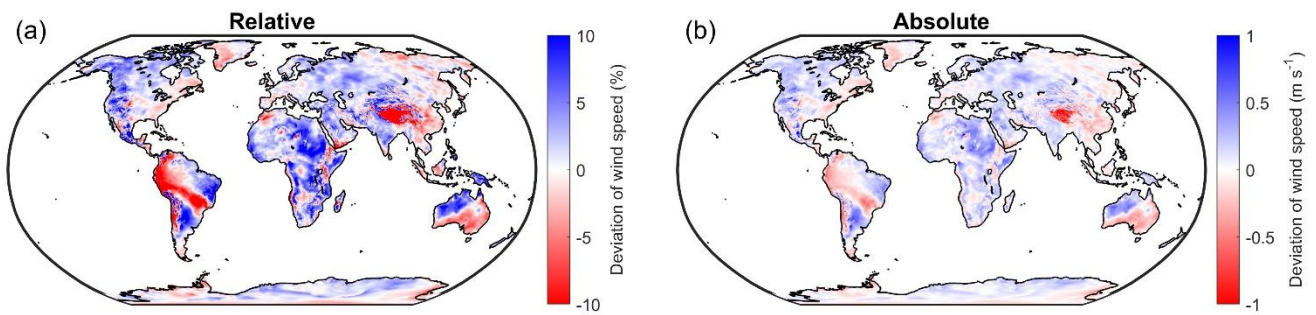 (a)
Relative
10
5
0
-5
-10
Deviation of wind speed (%)
(b)
Absolute
1
0.5
0
-0.5
-1
Deviation of wind speed (m s⁻¹)